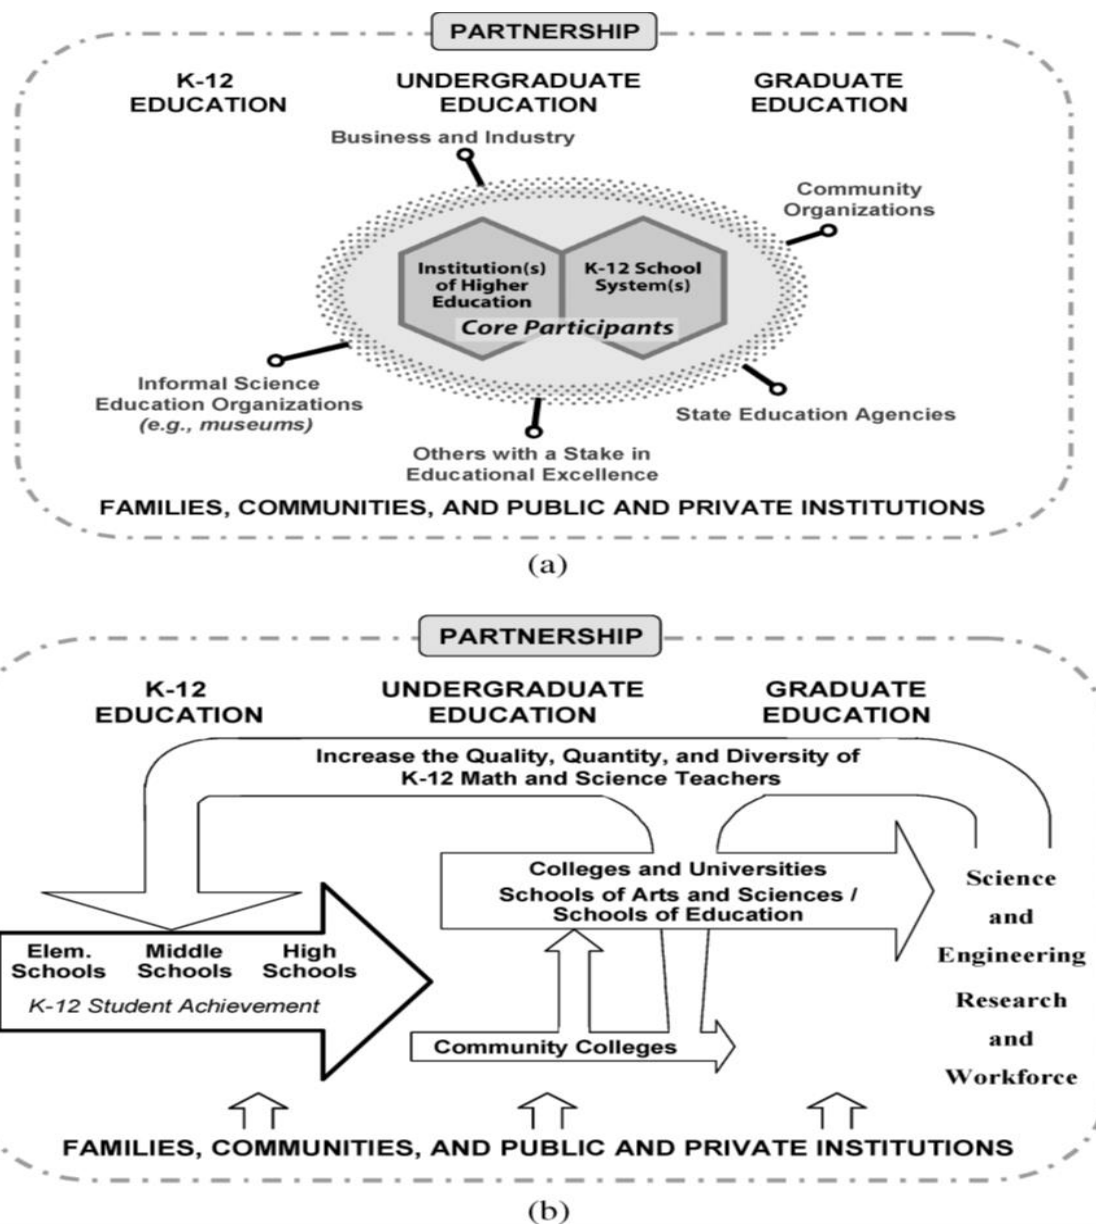 PARTNERSHIP
K-12
EDUCATION
UNDERGRADUATE
EDUCATION
GRADUATE
EDUCATION
Business and Industry
Community
Organizations
Institution(s)
of Higher
Education
K-12 School
System(s)
Core Participants
Informal Science
Education Organizations
(e.g., museums)
State Education Agencies
Others with a Stake in
Educational Excellence
FAMILIES, COMMUNITIES, AND PUBLIC AND PRIVATE INSTITUTIONS
(a)
PARTNERSHIP
K-12
EDUCATION
UNDERGRADUATE
EDUCATION
GRADUATE
EDUCATION
Increase the Quality, Quantity, and Diversity of
K-12 Math and Science Teachers
Colleges and Universities
Schools of Arts and Sciences /
Schools of Education
Science
and
Engineering
Research
and
Workforce
Elem.
Schools
Middle
Schools
High
Schools
K-12 Student Achievement
Community Colleges
FAMILIES, COMMUNITIES, AND PUBLIC AND PRIVATE INSTITUTIONS
(b)